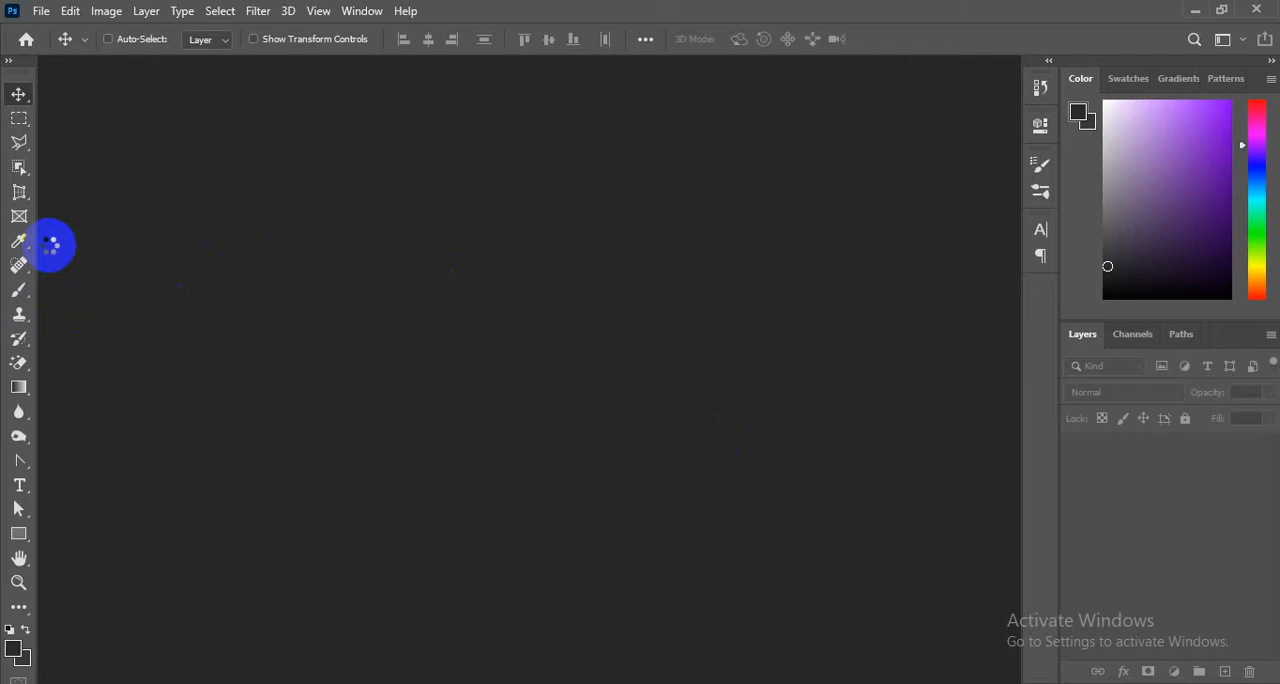 Ps File Edit Image Layer Type Select Filter 3D View Window Help
Auto-Select: Layer Show Transform Controls 3D Mode:
Color Swatches Gradients Patterns
Layers Channels Paths
Kind
Normal Opacity:
Lock: Fill:
Activate Windows
Go to Settings to activate Windows.